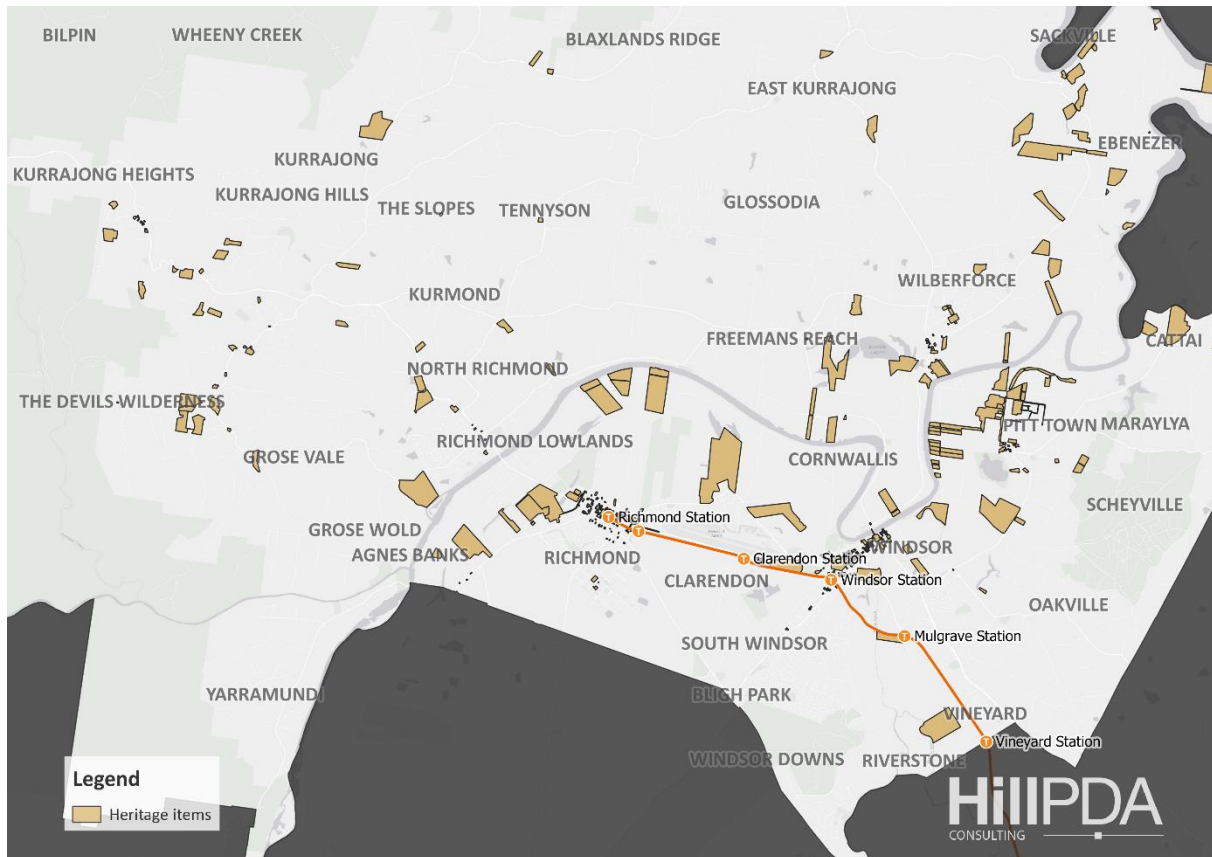 BILPIN
WHEENY CREEK
BLAXLANDS RIDGE
SACKVILLE
EAST KURRAJONG
EBENEZER
KURRAJONG
KURRAJONG HEIGHTS
KURRAJONG HILLS
THE SLOPES
TENNYSON
GLOSSODIA
WILBERFORCE
KURMOND
FREEMANS REACH
CATTAI
NORTH RICHMOND
THE DEVILS WILDERNESS
PITT TOWN
MARAYLYA
RICHMOND LOWLANDS
GROSE VALE
CORNWALLIS
SCHEYVILLE
Richmond Station
GROSE WOLD
AGNES BANKS
RICHMOND
WINDSOR
Clarendon Station
CLARENDON
Windsor Station
OAKVILLE
Mulgrave Station
SOUTH WINDSOR
YARRAMUNDI
BLIGH PARK
VINEYARD
Vineyard Station
WINDSOR DOWNS
RIVERSTONE
Legend
Heritage items
HillPDA
CONSULTING
T
T
T
T
T
T